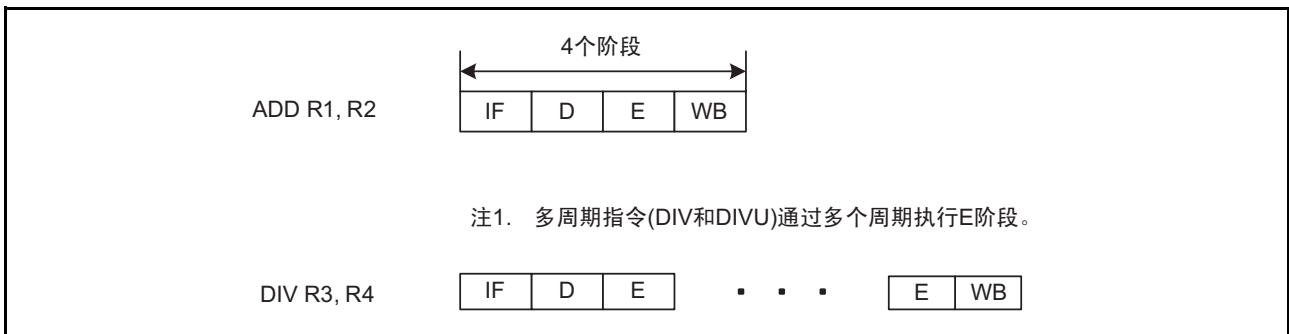 4个阶段
ADD R1, R2 IF D E WB
注1. 多周期指令(DIV和DIVU)通过多个周期执行E阶段。
DIV R3, R4 IF D E · · · E WB